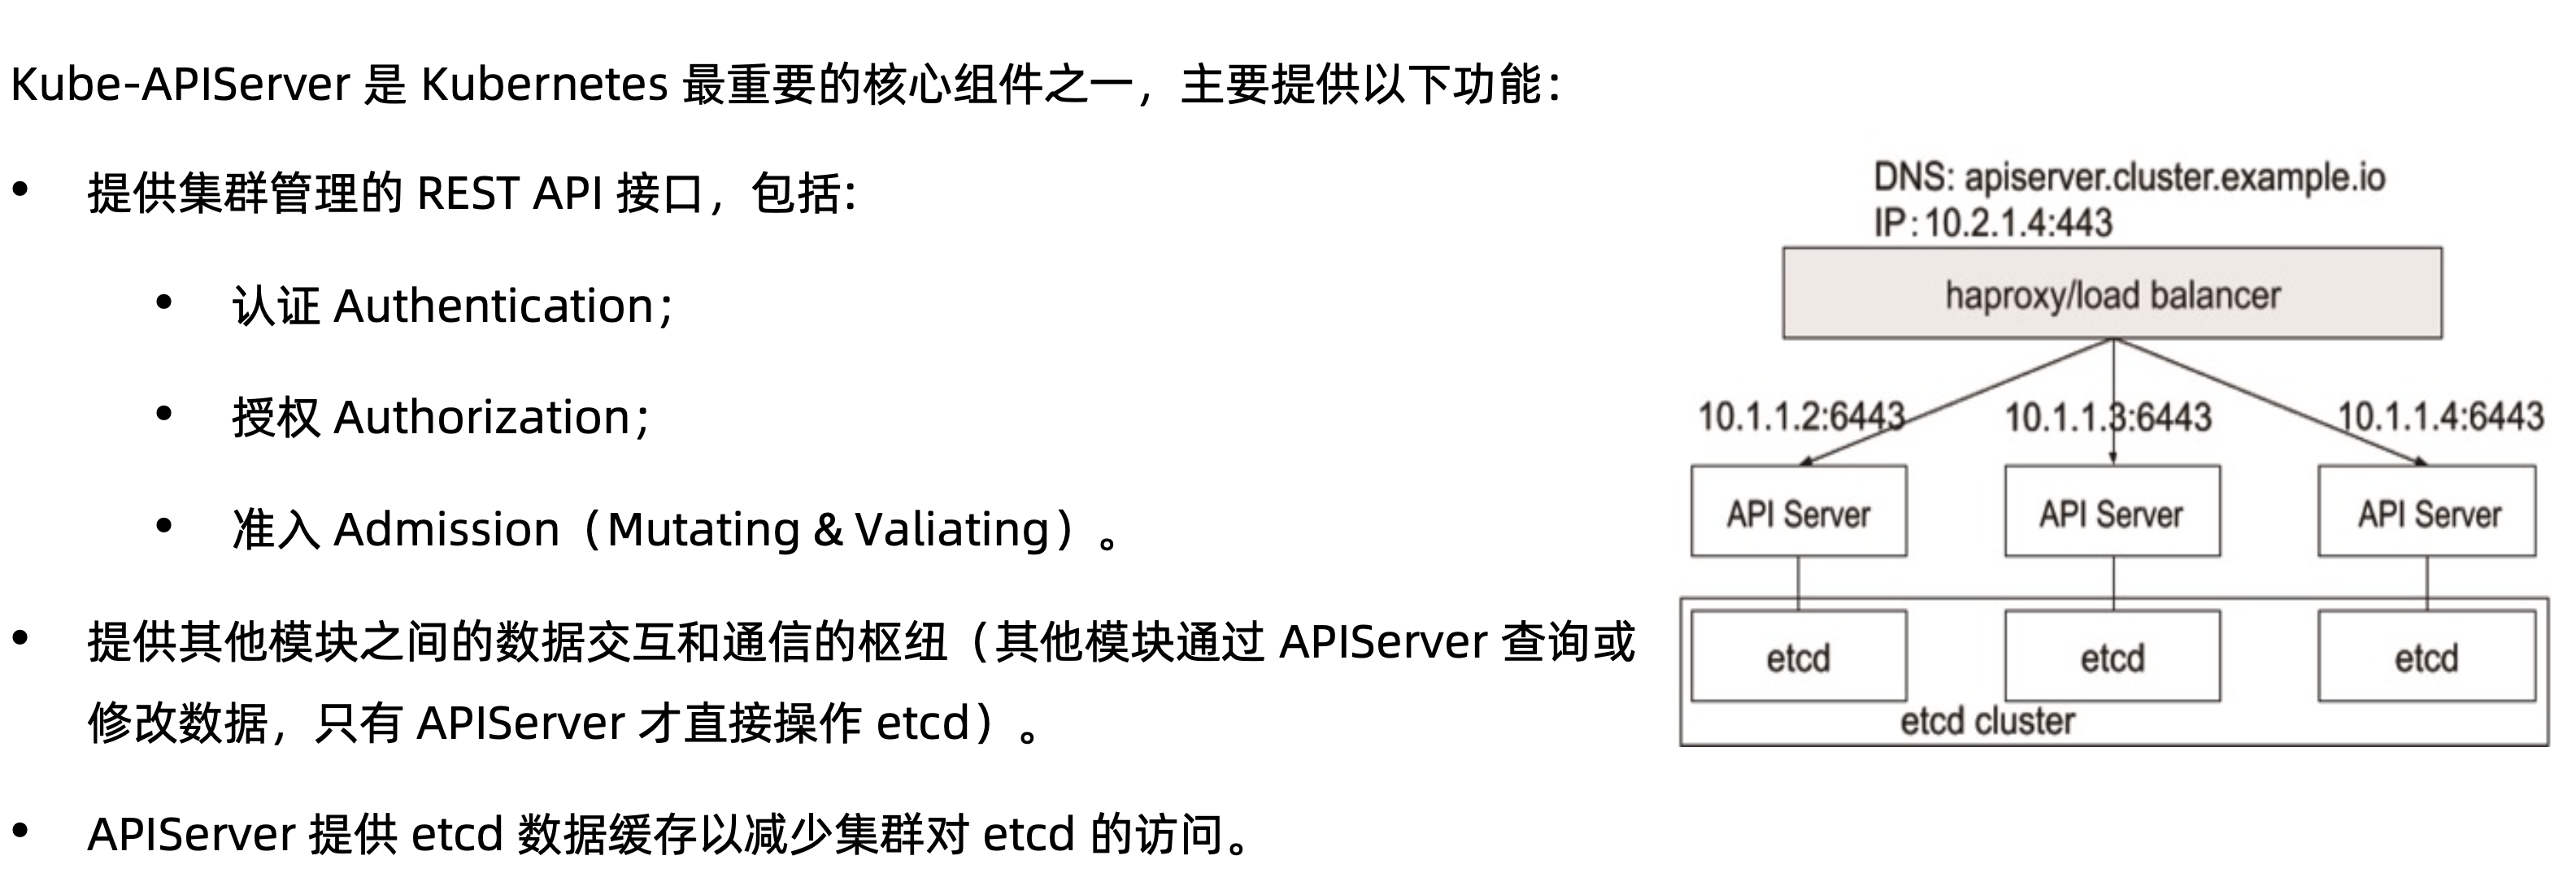 Kube-APIServer 是 Kubernetes 最重要的核心组件之一，主要提供以下功能：
• 提供集群管理的 REST API 接口，包括:
• 认证 Authentication；
• 授权 Authorization；
• 准入 Admission（Mutating & Valiating）。
• 提供其他模块之间的数据交互和通信的枢纽（其他模块通过 APIServer 查询或
修改数据，只有 APIServer 才直接操作 etcd）。
• APIServer 提供 etcd 数据缓存以减少集群对 etcd 的访问。
DNS: apiserver.cluster.example.io
IP: 10.2.1.4:443
haproxy/load balancer
10.1.1.2:6443 10.1.1.3:6443 10.1.1.4:6443
API Server API Server API Server
etcd etcd etcd
etcd cluster